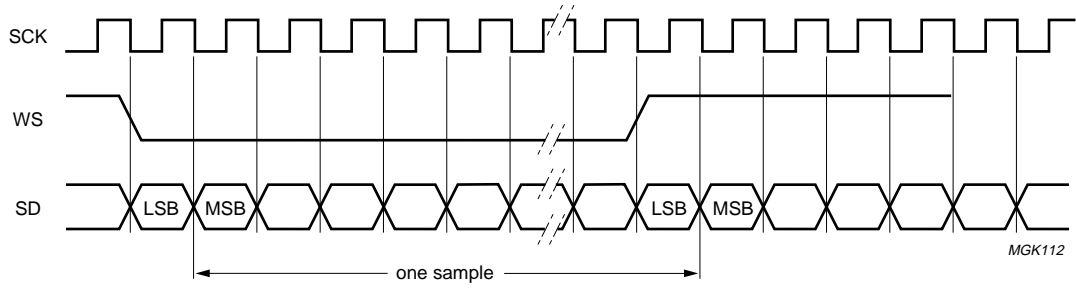 SCK
WS
SD
LSB
MSB
LSB
MSB
MGK112
one sample